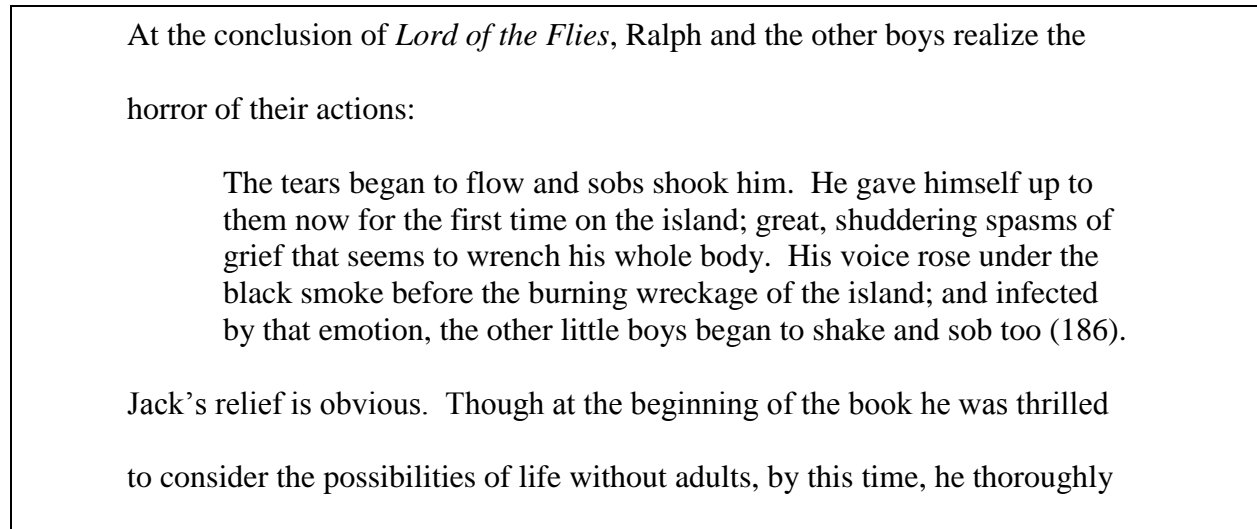 At the conclusion of Lord of the Flies, Ralph and the other boys realize the
horror of their actions:
The tears began to flow and sobs shook him.  He gave himself up to
them now for the first time on the island; great, shuddering spasms of
grief that seems to wrench his whole body.  His voice rose under the
black smoke before the burning wreckage of the island; and infected
by that emotion, the other little boys began to shake and sob too (186).
Jack’s relief is obvious.  Though at the beginning of the book he was thrilled
to consider the possibilities of life without adults, by this time, he thoroughly